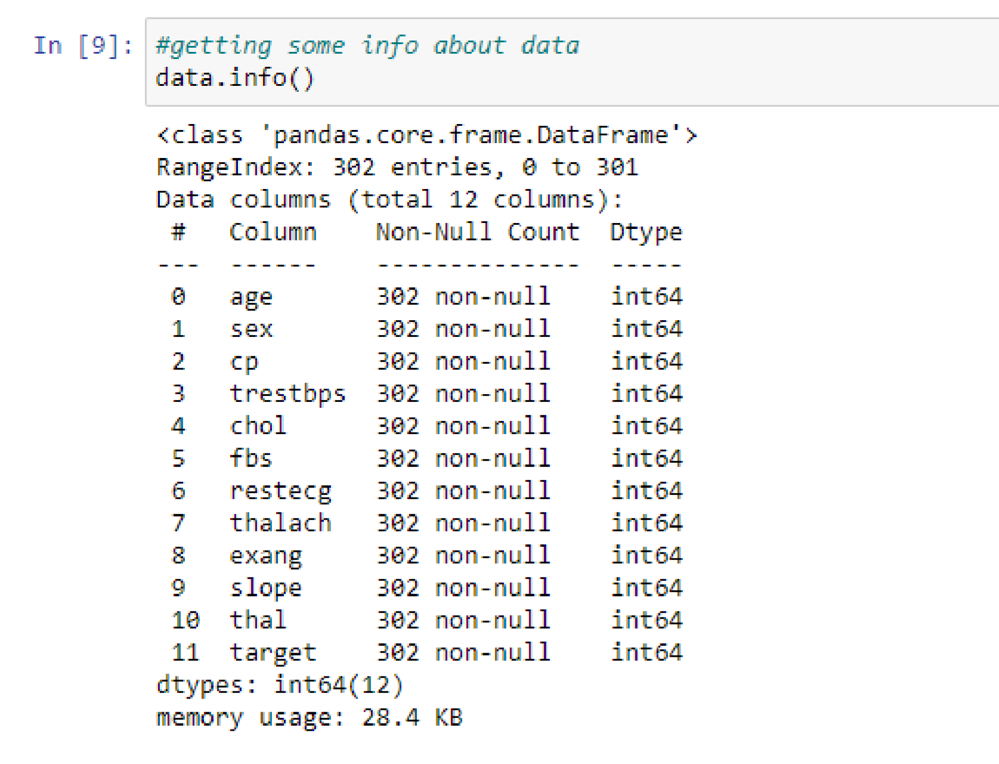 In [9]: #getting some info about data
data.info()
<class 'pandas.core.frame.DataFrame'>
RangeIndex: 302 entries, 0 to 301
Data columns (total 12 columns):
 #   Column    Non-Null Count  Dtype
---  ------    --------------  -----
 0   age       302 non-null    int64
 1   sex       302 non-null    int64
 2   cp        302 non-null    int64
 3   trestbps  302 non-null    int64
 4   chol      302 non-null    int64
 5   fbs       302 non-null    int64
 6   restecg   302 non-null    int64
 7   thalach   302 non-null    int64
 8   exang     302 non-null    int64
 9   slope     302 non-null    int64
 10  thal      302 non-null    int64
 11  target    302 non-null    int64
dtypes: int64(12)
memory usage: 28.4 KB